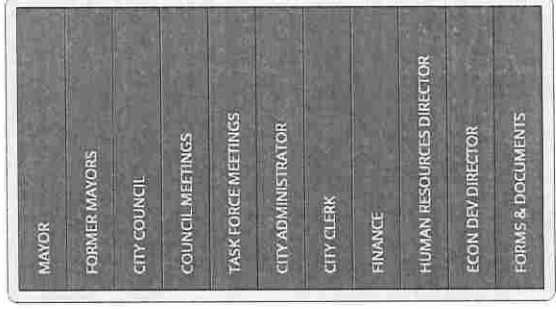 MAYOR
FORMER MAYORS
CITY COUNCIL
COUNCIL MEETINGS
TASK FORCE MEETINGS
CITY ADMINISTRATOR
CITY CLERK
FINANCE
HUMAN RESOURCES DIRECTOR
ECON DEV DIRECTOR
FORMS & DOCUMENTS